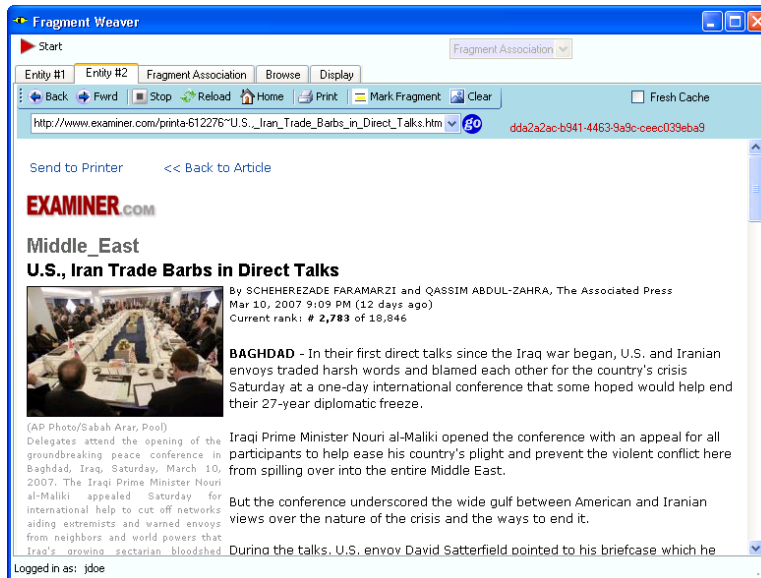 Fragment Weaver
Start
Fragment Association
Entity #1 Entity #2 Fragment Association Browse Display
Back Fwrd Stop Reload Home Print Mark Fragment Clear Fresh Cache
http://www.examiner.com/printa-612276~U.S.,_Iran_Trade_Barbs_in_Direct_Talks.htm go dda2a2ac-b941-4463-9a9c-ceec039eba9
Send to Printer << Back to Article
EXAMINER.COM
Middle_East
U.S., Iran Trade Barbs in Direct Talks
By SCHEHEREZADE FARAMARZI and QASSIM ABDUL-ZAHRA, The Associated Press
Mar 10, 2007 9:09 PM (12 days ago)
Current rank: # 2,783 of 18,846
BAGHDAD - In their first direct talks since the Iraq war began, U.S. and Iranian
envoys traded harsh words and blamed each other for the country's crisis
Saturday at a one-day international conference that some hoped would help end
their 27-year diplomatic freeze.
Iraqi Prime Minister Nouri al-Maliki opened the conference with an appeal for all
participants to help ease his country's plight and prevent the violent conflict here
from spilling over into the entire Middle East.
But the conference underscored the wide gulf between American and Iranian
views over the nature of the crisis and the ways to end it.
During the talks, U.S. envoy David Satterfield pointed to his briefcase which he
(AP Photo/Sabah Arar, Pool)
Delegates attend the opening of the
groundbreaking peace conference in
Baghdad, Iraq, Saturday, March 10,
2007. The Iraqi Prime Minister Nouri
al-Maliki appealed Saturday for
international help to cut off networks
aiding extremists and warned envoys
from neighbors and world powers that
Iraq's growing sectarian bloodshed
Logged in as: jdoe